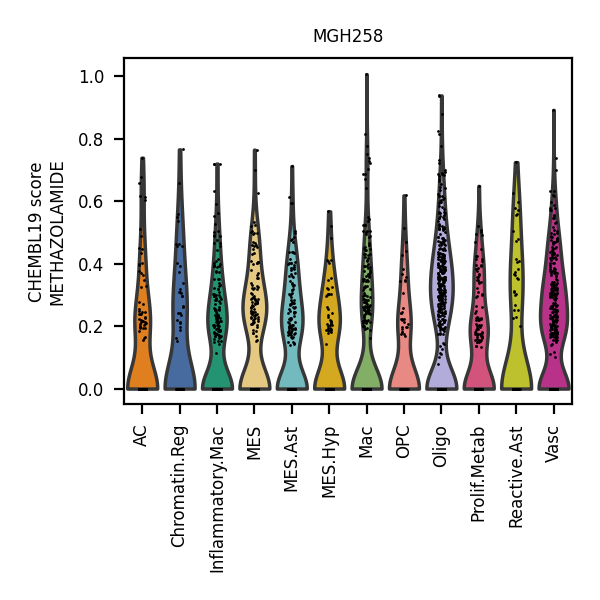 MGH258
CHEMBL19 score
METHAZOLAMIDE
1.0
0.8
0.6
0.4
0.2
0.0
AC
Chromatin.Reg
Inflammatory.Mac
MES
MES.Ast
MES.Hyp
Mac
OPC
Oligo
Prolif.Metab
Reactive.Ast
Vasc